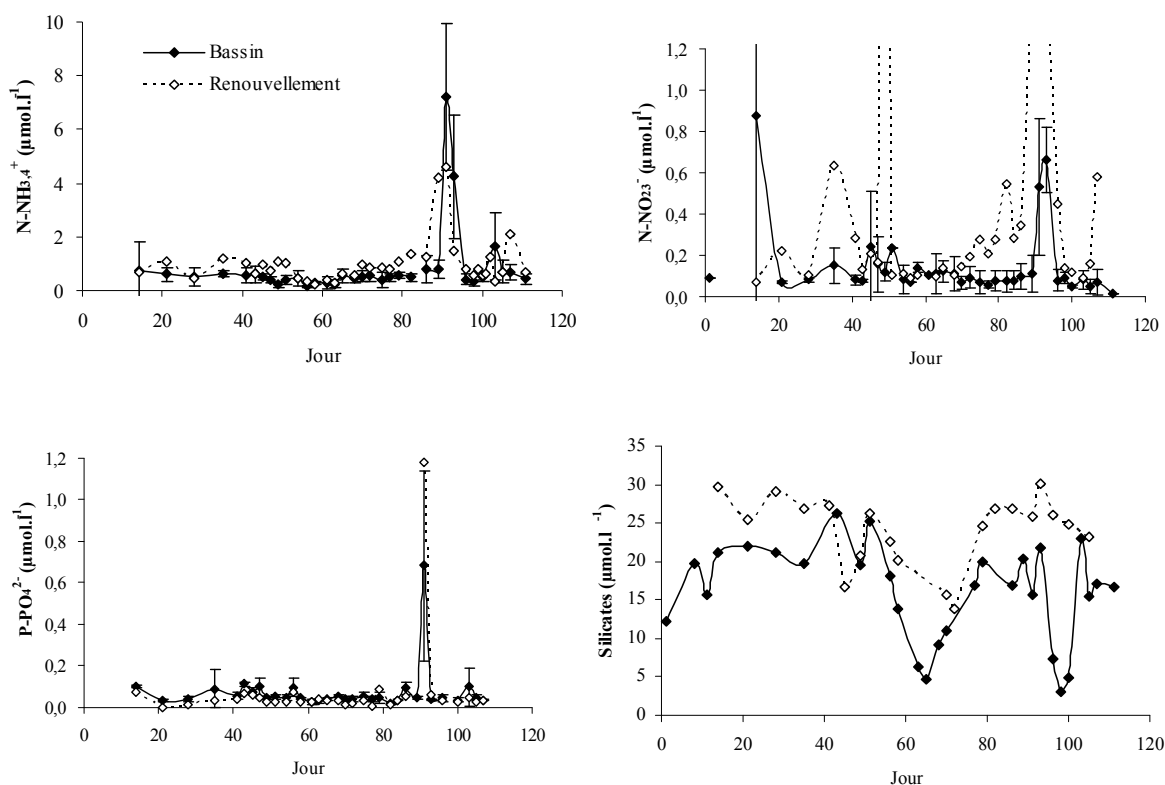 N-NH3,4+ (µmol.l-1)
10
8
6
4
2
0
Bassin
Renouvellement
0 20 40 60 80 100 120
Jour
N-NO23- (µmol.l-1)
1,2
1,0
0,8
0,6
0,4
0,2
0,0
0 20 40 60 80 100 120
Jour
P-PO42- (µmol.l-1)
1,2
1,0
0,8
0,6
0,4
0,2
0,0
0 20 40 60 80 100 120
Jour
Silicates (µmol.l -1)
35
30
25
20
15
10
5
0
0 20 40 60 80 100 120
Jour